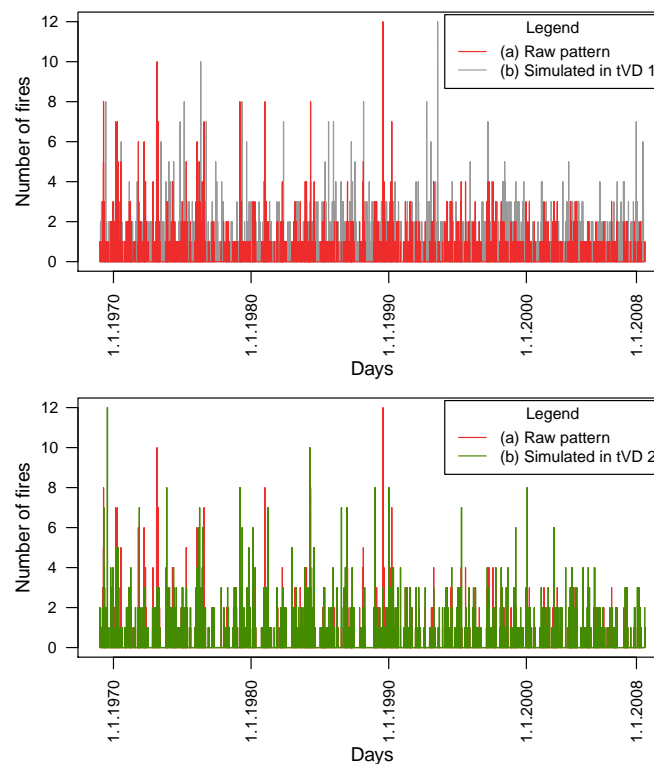 12
10
8
6
4
2
0
Number of fires
Legend
(a) Raw pattern
(b) Simulated in tVD 1
1.1.1970
1.1.1980
1.1.1990
1.1.2000
1.1.2008
Days
12
10
8
6
4
2
0
Number of fires
Legend
(a) Raw pattern
(b) Simulated in tVD 2
1.1.1970
1.1.1980
1.1.1990
1.1.2000
1.1.2008
Days